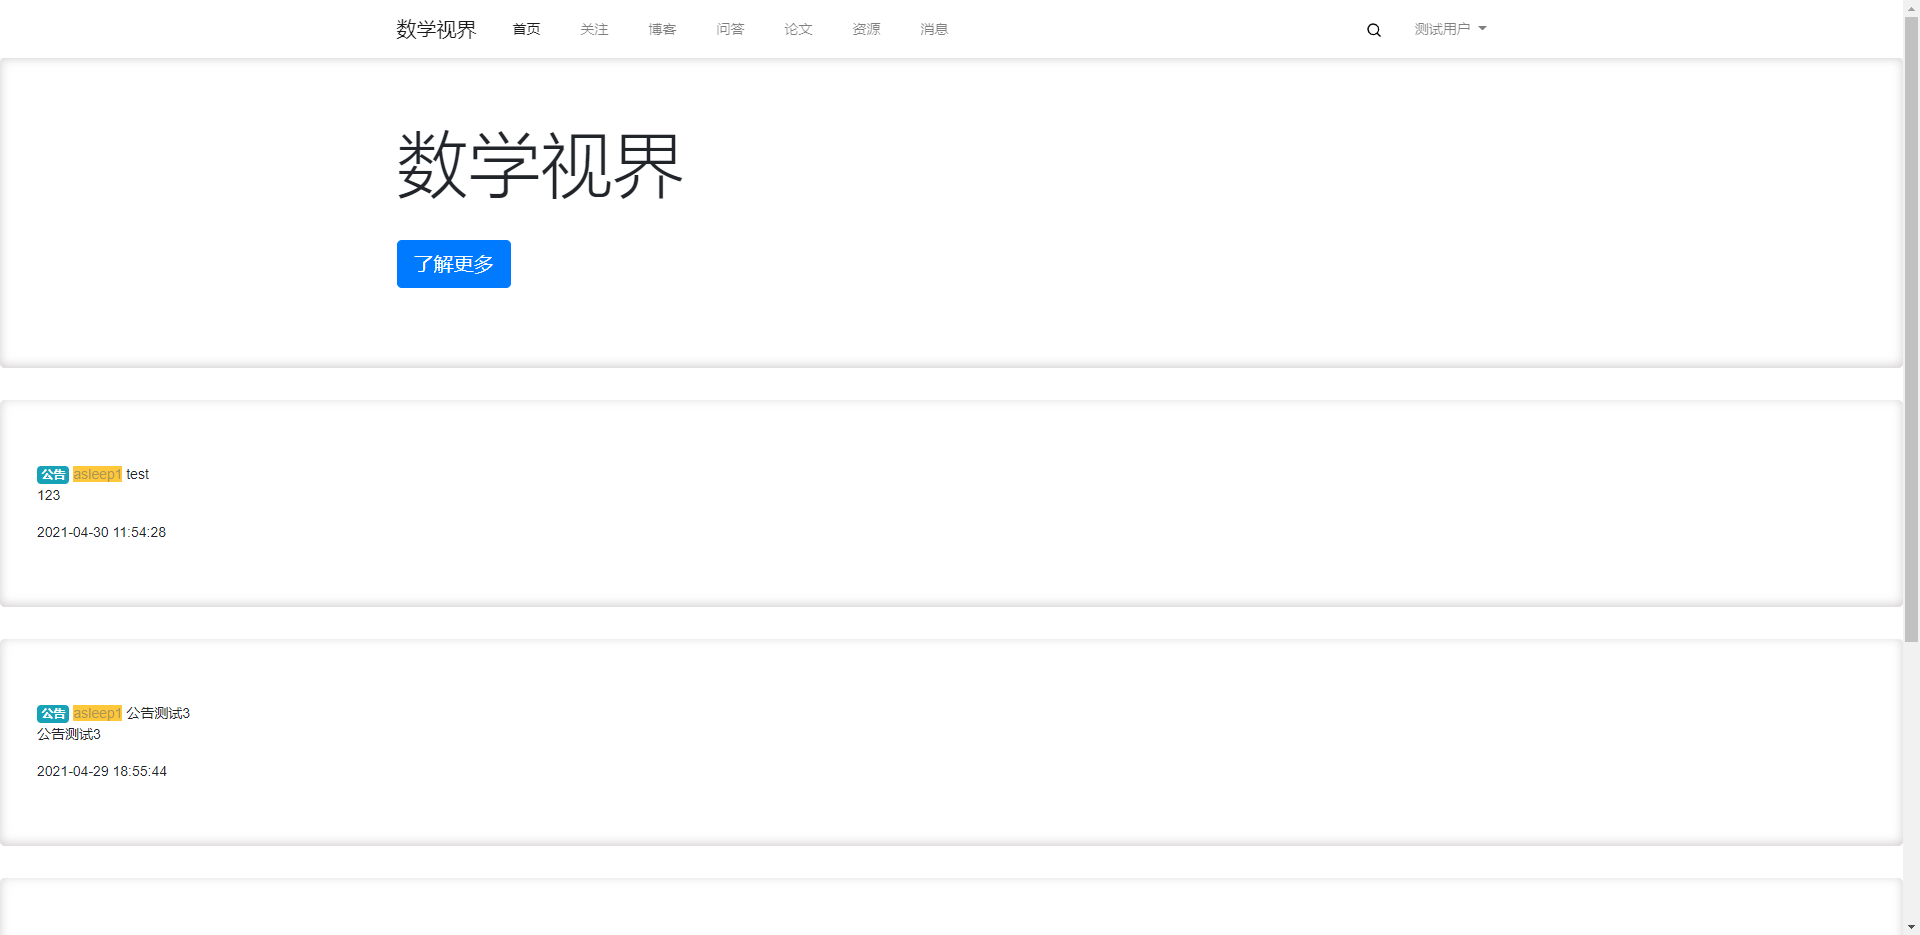 数学视界 首页 关注 博客 问答 论文 资源 消息 测试用户
数学视界
了解更多
公告 asleep1 test
123
2021-04-30 11:54:28
公告 asleep1 公告测试3
公告测试3
2021-04-29 18:55:44